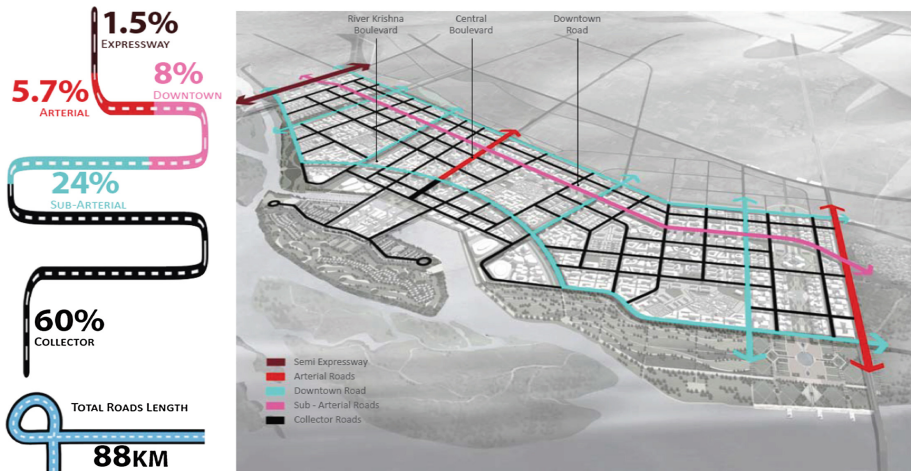 1.5%
EXPRESSWAY
8%
DOWNTOWN
5.7%
ARTERIAL
24%
SUB-ARTERIAL
60%
COLLECTOR
TOTAL ROADS LENGTH
88KM
River Krishna
Boulevard
Central
Boulevard
Downtown
Road
Semi Expressway
Arterial Roads
Downtown Road
Sub - Arterial Roads
Collector Roads